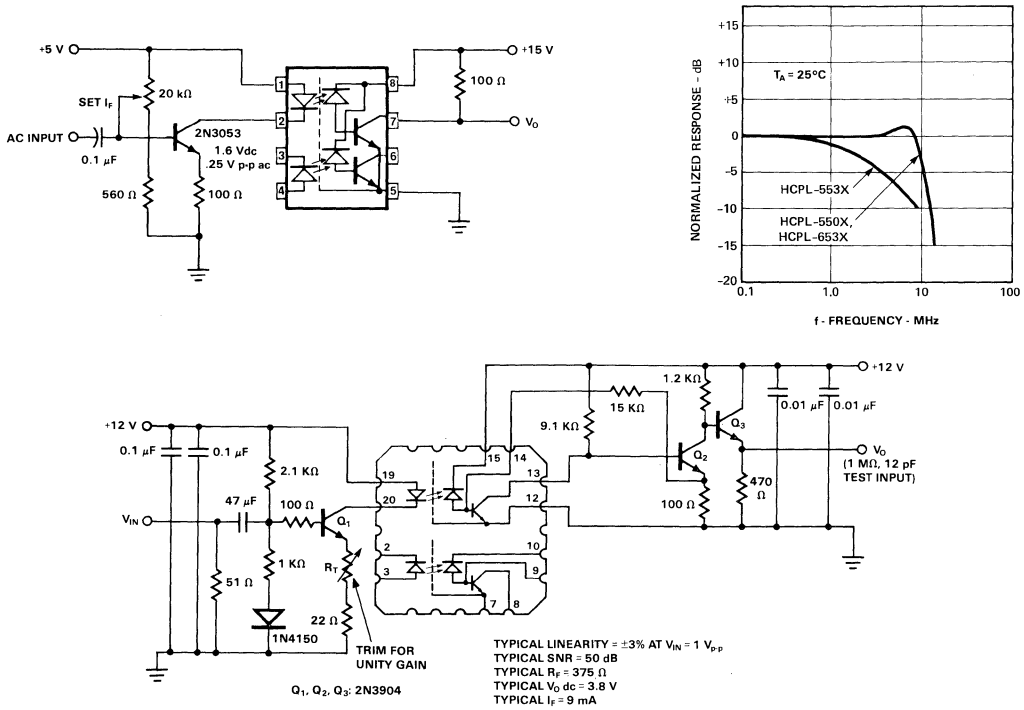 +5 V
+15 V
1
8
100 Ω
SET I_F
20 kΩ
AC INPUT
0.1 µF
2N3053
1.6 Vdc
.25 V p-p ac
2
7
V_O
3
6
4
5
560 Ω
100 Ω
NORMALIZED RESPONSE – dB
+15
+10
+5
0
−5
−10
−15
−20
T_A = 25°C
HCPL-553X
HCPL-550X,
HCPL-653X
0.1
1.0
10
100
f - FREQUENCY - MHz
+12 V
0.1 µF
0.1 µF
2.1 KΩ
V_IN
47 µF
100 Ω
Q_1
51 Ω
1 KΩ
1N4150
R_T
22 Ω
TRIM FOR
UNITY GAIN
19
20
2
3
15
14
13
12
10
9
7
8
9.1 KΩ
15 KΩ
1.2 KΩ
Q_2
Q_3
100 Ω
470
Ω
0.01 µF
0.01 µF
+12 V
V_O
(1 MΩ, 12 pF
TEST INPUT)
Q_1, Q_2, Q_3: 2N3904
TYPICAL LINEARITY = ±3% AT V_IN = 1 V_p-p
TYPICAL SNR = 50 dB
TYPICAL R_F = 375 Ω
TYPICAL V_O dc = 3.8 V
TYPICAL I_F = 9 mA